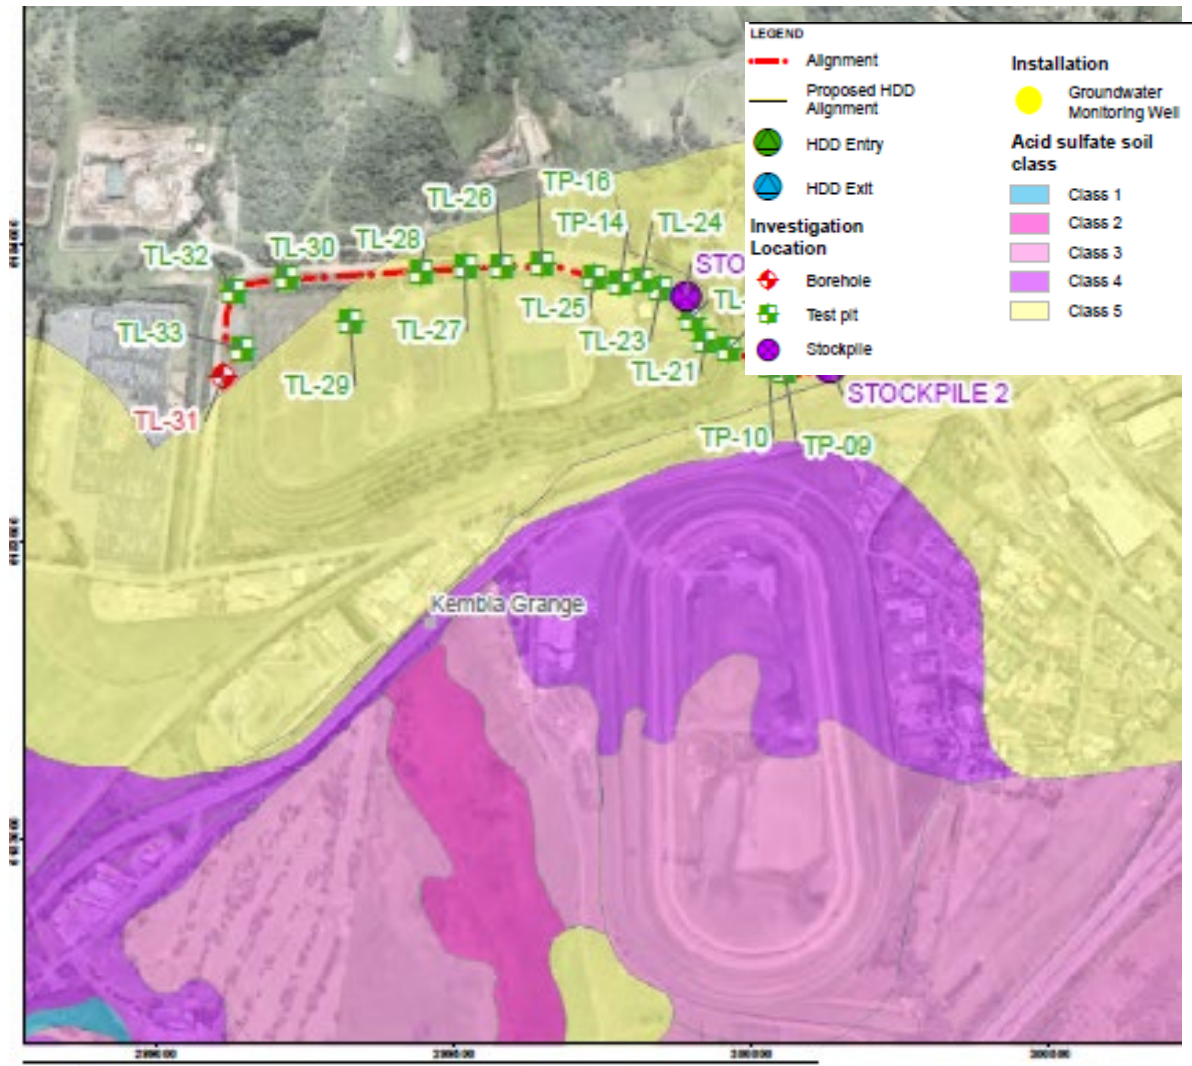 LEGEND
Alignment
Proposed HDD
Alignment
HDD Entry
HDD Exit
Investigation
Location
Borehole
Test pit
Stockpile
Installation
Groundwater
Monitoring Well
Acid sulfate soil
class
Class 1
Class 2
Class 3
Class 4
Class 5
TP-16
TL-26
TP-14
TL-24
TL-28
TL-30
TL-32
STO
TL-
TL-25
TL-27
TL-33
TL-23
TL-21
TL-29
STOCKPILE 2
TL-31
TP-10
TP-09
Kembla Grange